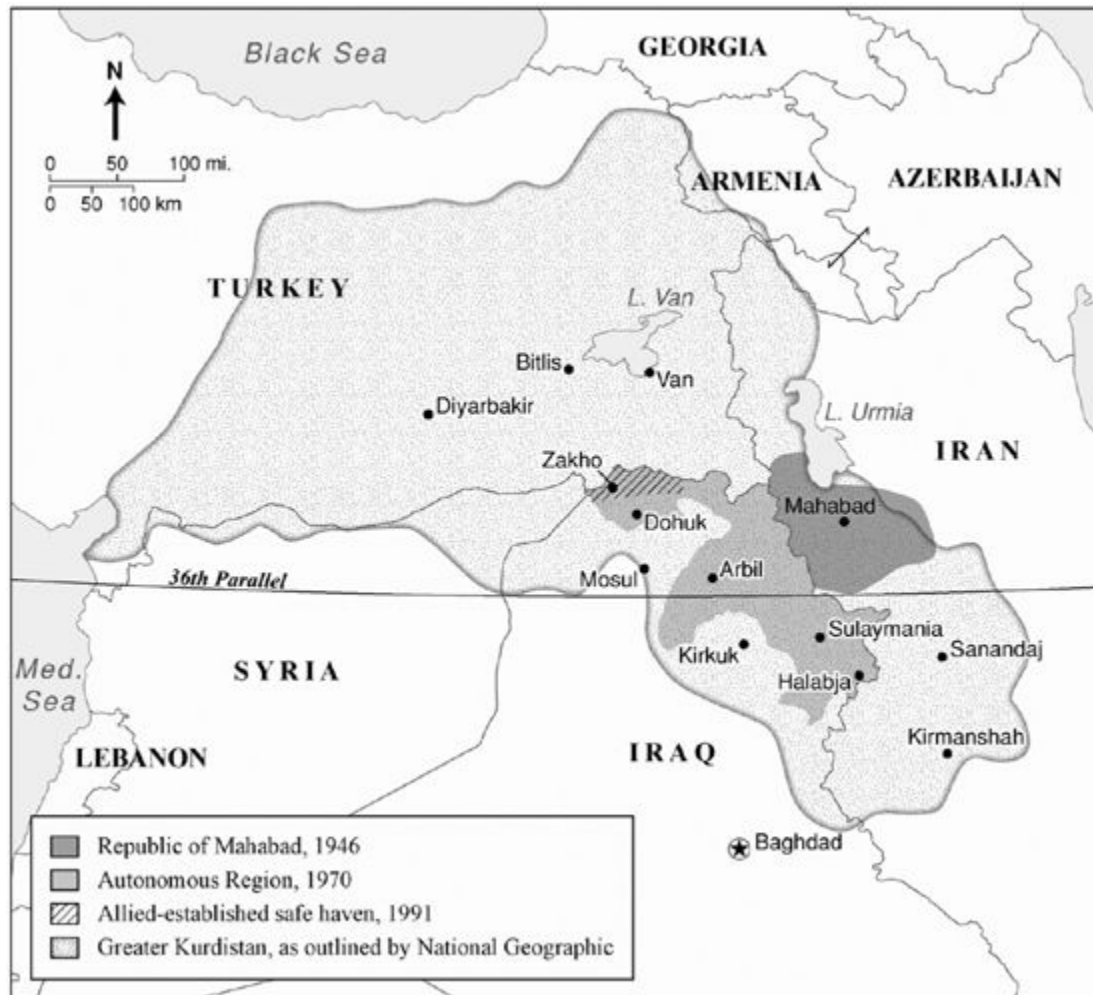 Black Sea
GEORGIA
N
0 50 100 mi.
0 50 100 km
ARMENIA
AZERBAIJAN
TURKEY
L. Van
Bitlis
Van
Diyarbakir
L. Urmia
IRAN
Zakho
Mahabad
Dohuk
36th Parallel
Mosul
Arbil
Sulaymania
Kirkuk
Sanandaj
SYRIA
Halabja
Med.
Sea
LEBANON
IRAQ
Kirmanshah
Baghdad
Republic of Mahabad, 1946
Autonomous Region, 1970
Allied-established safe haven, 1991
Greater Kurdistan, as outlined by National Geographic